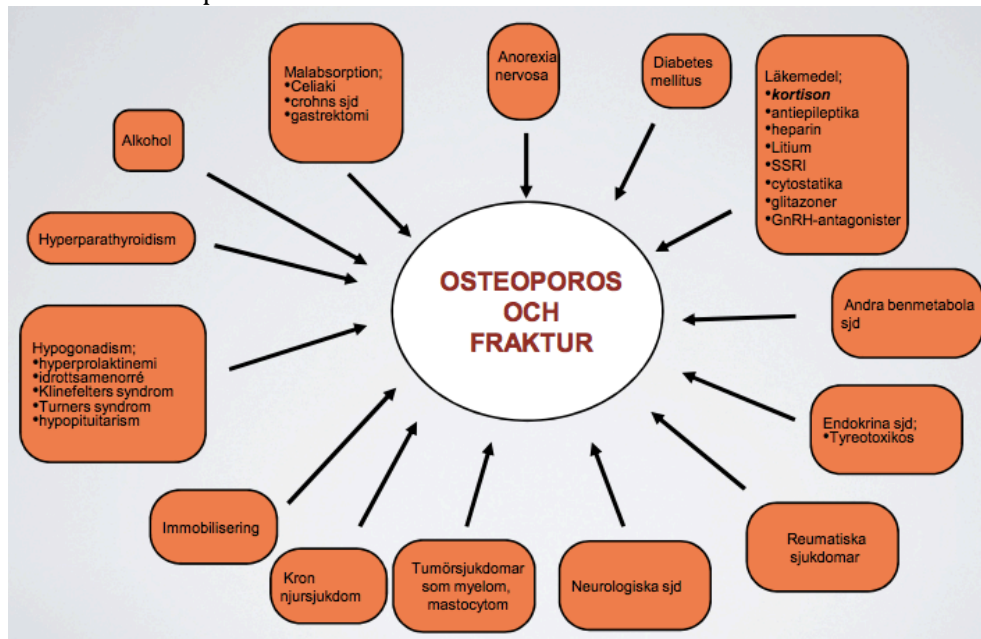 Anorexia
nervosa
Diabetes
mellitus
Läkemedel;
•kortison
•antiepileptika
•heparin
•Litium
•SSRI
•cytostatika
•glitazoner
•GnRH-antagonister
Malabsorption;
•Celiaki
•crohns sjd
•gastrektomi
Alkohol
Hyperparathyroidism
OSTEOPOROS
OCH
FRAKTUR
Andra benmetabola
sjd
Hypogonadism;
•hyperprolaktinemi
•idrottsamenorré
•Klinefelters syndrom
•Turners syndrom
•hypopituitarism
Endokrina sjd;
•Tyreotoxikos
Immobilisering
Reumatiska
sjukdomar
Kron
njursjukdom
Tumörsjukdomar
som myelom,
mastocytom
Neurologiska sjd